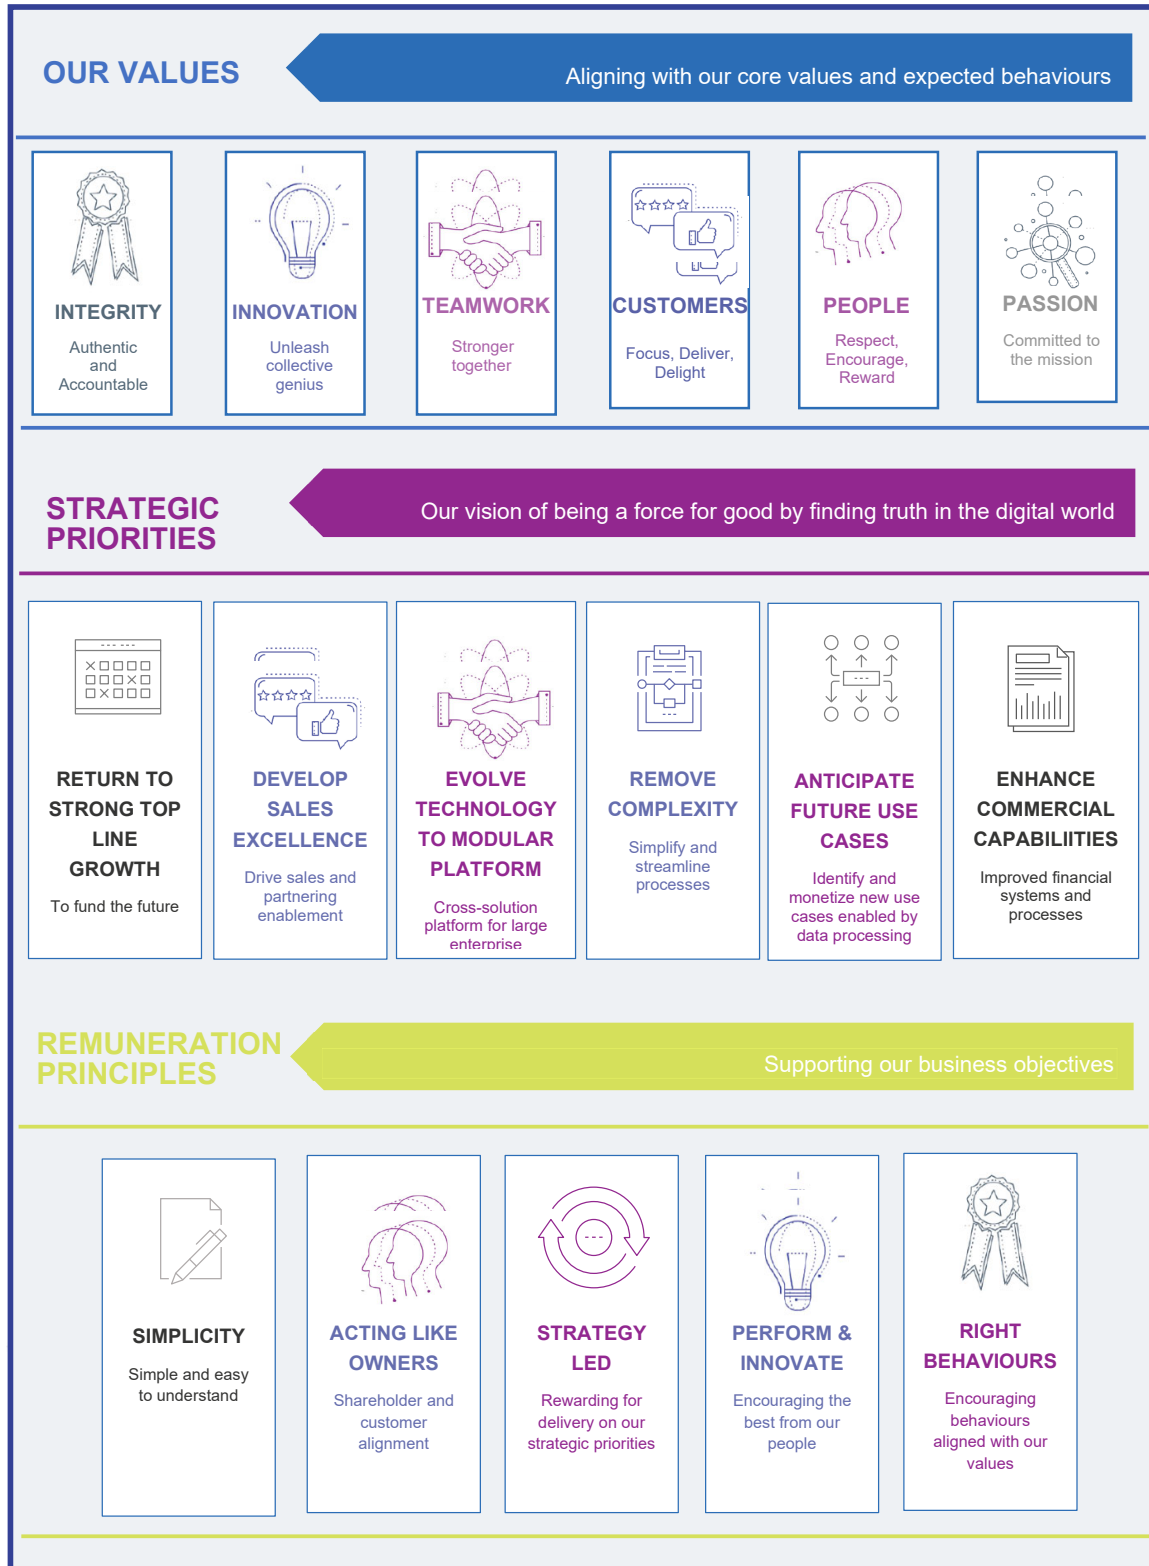 OUR VALUES
Aligning with our core values and expected behaviours
INTEGRITY
Authentic
and
Accountable
INNOVATION
Unleash
collective
genius
TEAMWORK
Stronger
together
CUSTOMERS
Focus, Deliver,
Delight
PEOPLE
Respect,
Encourage,
Reward
PASSION
Committed to
the mission
STRATEGIC
PRIORITIES
Our vision of being a force for good by finding truth in the digital world
RETURN TO
STRONG TOP
LINE
GROWTH
To fund the future
DEVELOP
SALES
EXCELLENCE
Drive sales and
partnering
enablement
EVOLVE
TECHNOLOGY
TO MODULAR
PLATFORM
Cross-solution
platform for large
enterprise
REMOVE
COMPLEXITY
Simplify and
streamline
processes
ANTICIPATE
FUTURE USE
CASES
Identify and
monetize new use
cases enabled by
data processing
ENHANCE
COMMERCIAL
CAPABILIITIES
Improved financial
systems and
processes
REMUNERATION
PRINCIPLES
Supporting our business objectives
SIMPLICITY
Simple and easy
to understand
ACTING LIKE
OWNERS
Shareholder and
customer
alignment
STRATEGY
LED
Rewarding for
delivery on our
strategic priorities
PERFORM &
INNOVATE
Encouraging the
best from our
people
RIGHT
BEHAVIOURS
Encouraging
behaviours
aligned with our
values